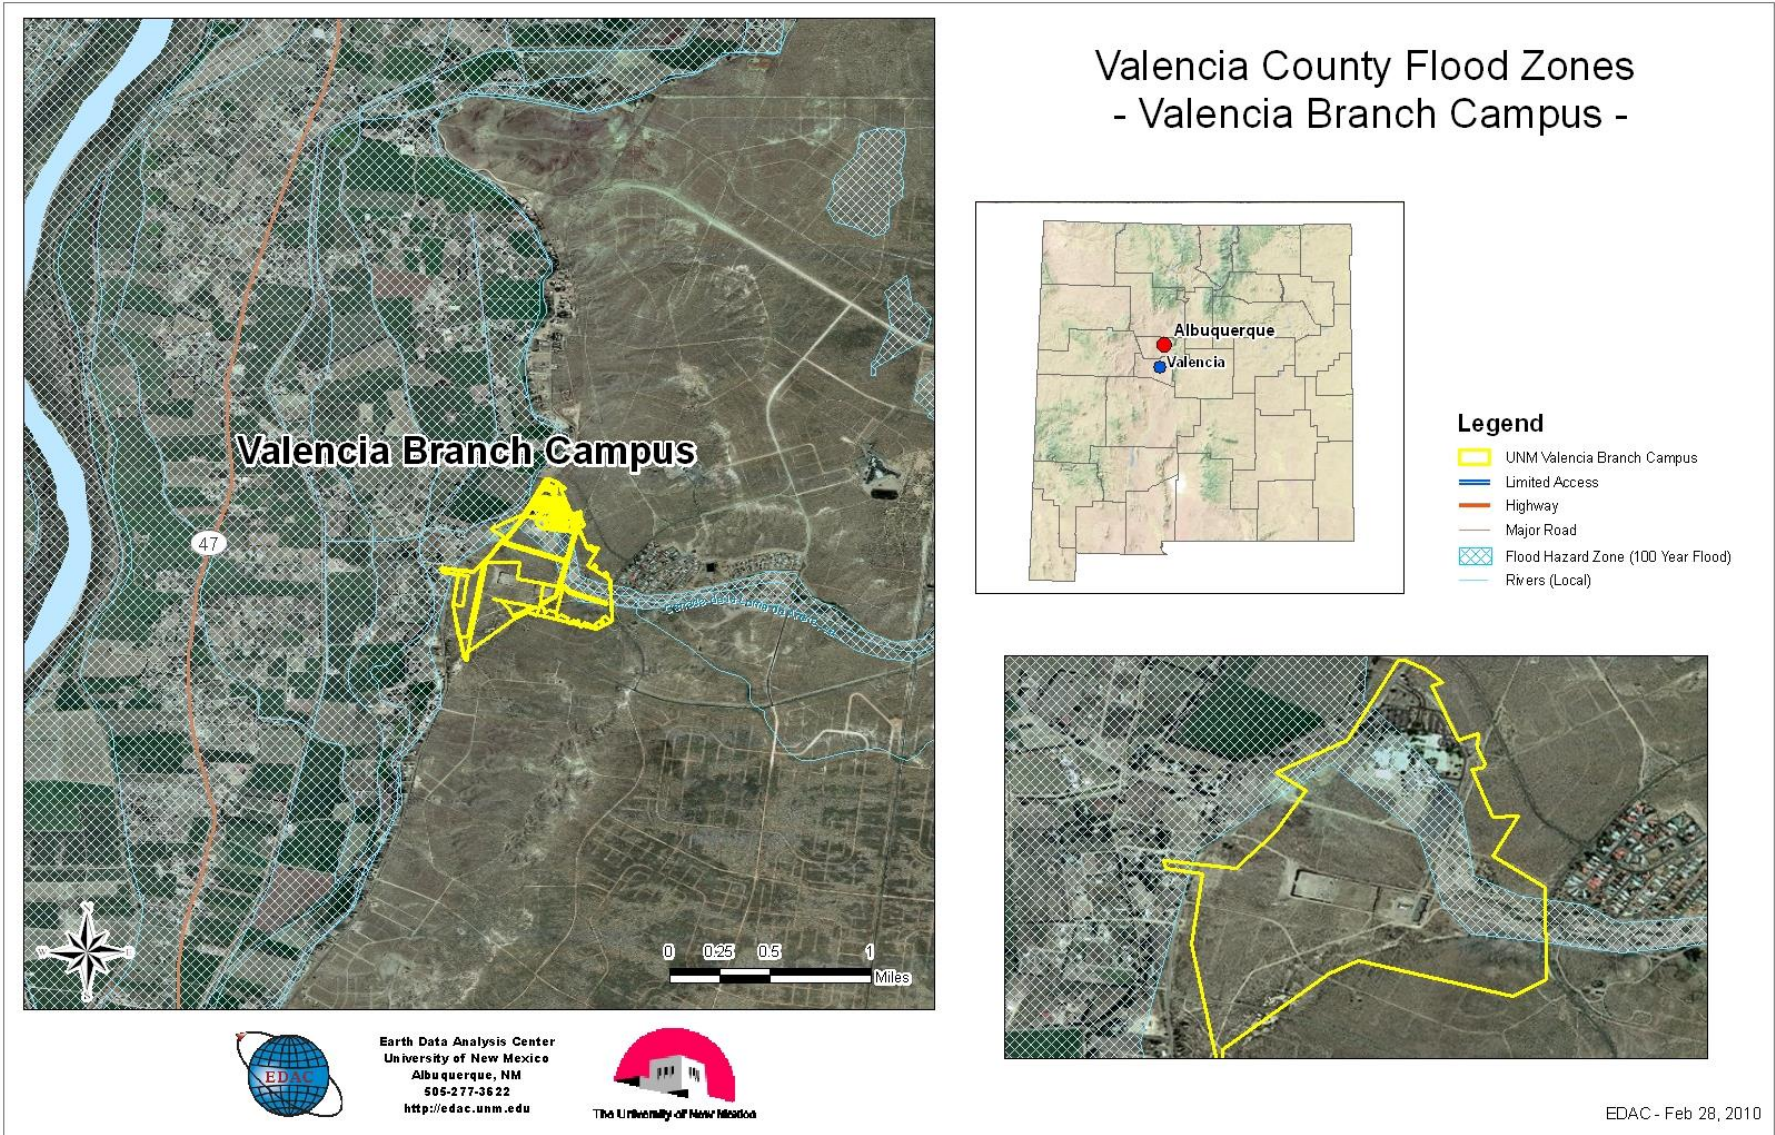 Valencia County Flood Zones
- Valencia Branch Campus -
Valencia Branch Campus
47
N
W
E
S
0 0.25 0.5 1
Miles
Albuquerque
Valencia
Legend
UNM Valencia Branch Campus
Limited Access
Highway
Major Road
Flood Hazard Zone (100 Year Flood)
Rivers (Local)
EDAC
Earth Data Analysis Center
University of New Mexico
Albuquerque, NM
505-277-3622
http://edac.unm.edu
The University of New Mexico
EDAC - Feb 28, 2010